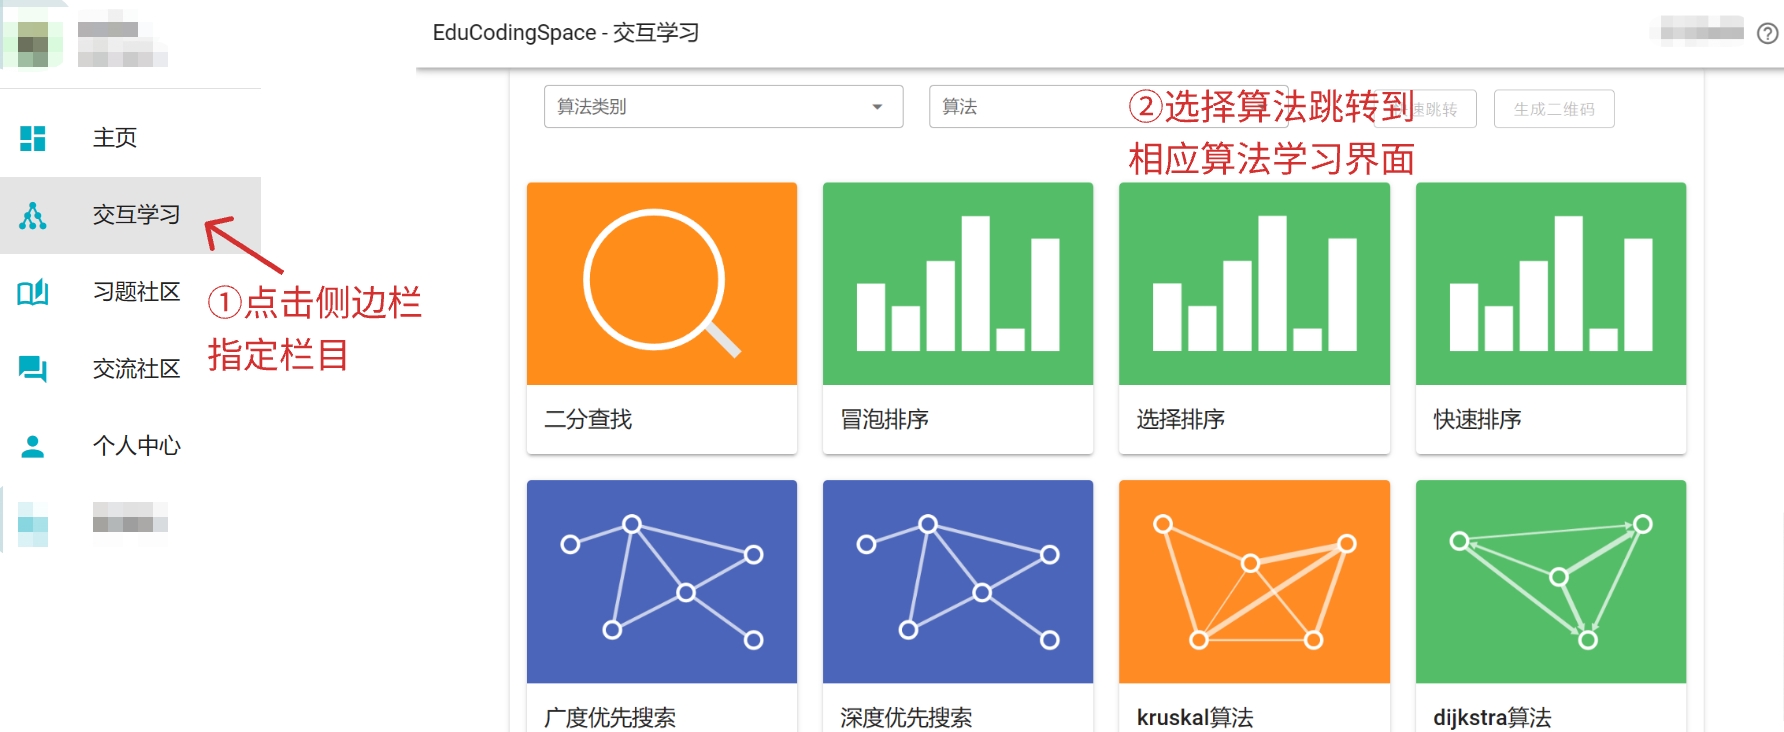 EduCodingSpace - 交互学习
主页
交互学习
习题社区
交流社区
个人中心
①点击侧边栏
指定栏目
算法类别
算法
②选择算法跳转到
相应算法学习界面
速跳转
生成二维码
二分查找
冒泡排序
选择排序
快速排序
广度优先搜索
深度优先搜索
kruskal算法
dijkstra算法